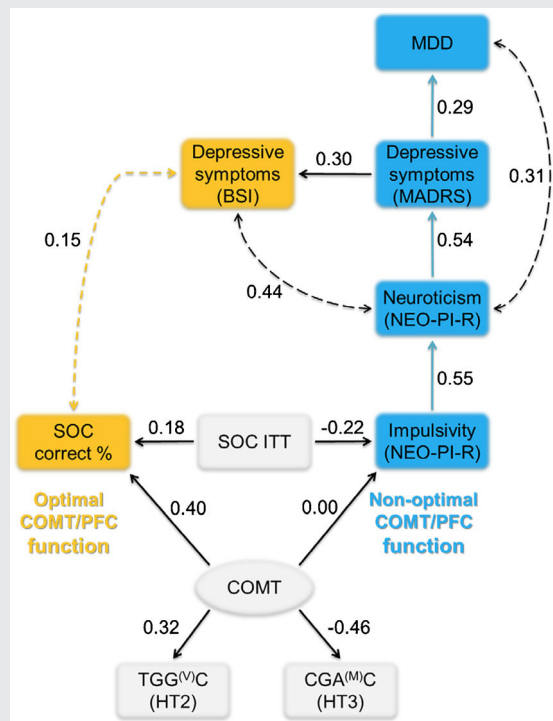 MDD
0.29
Depressive
symptoms
(BSI)
0.30
Depressive
symptoms
(MADRS)
0.31
0.15
0.54
0.44
Neuroticism
(NEO-PI-R)
0.55
SOC
correct %
0.18
SOC ITT
-0.22
Impulsivity
(NEO-PI-R)
Optimal
COMT/PFC
function
0.40
0.00
Non-optimal
COMT/PFC
function
COMT
0.32
-0.46
TGG(V)C
(HT2)
CGA(M)C
(HT3)